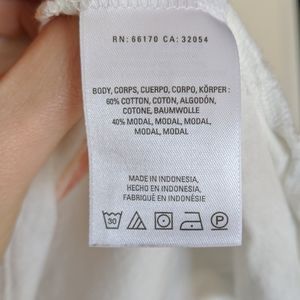 RN: 66170 CA: 32054
BODY, CORPS, CUERPO, CORPO, KÖRPER :
60% COTTON, COTON, ALGODÓN,
COTONE, BAUMWOLLE
40% MODAL, MODAL, MODAL,
MODAL, MODAL
MADE IN INDONESIA,
HECHO EN INDONESIA,
FABRIQUÉ EN INDONÉSIE
30 P